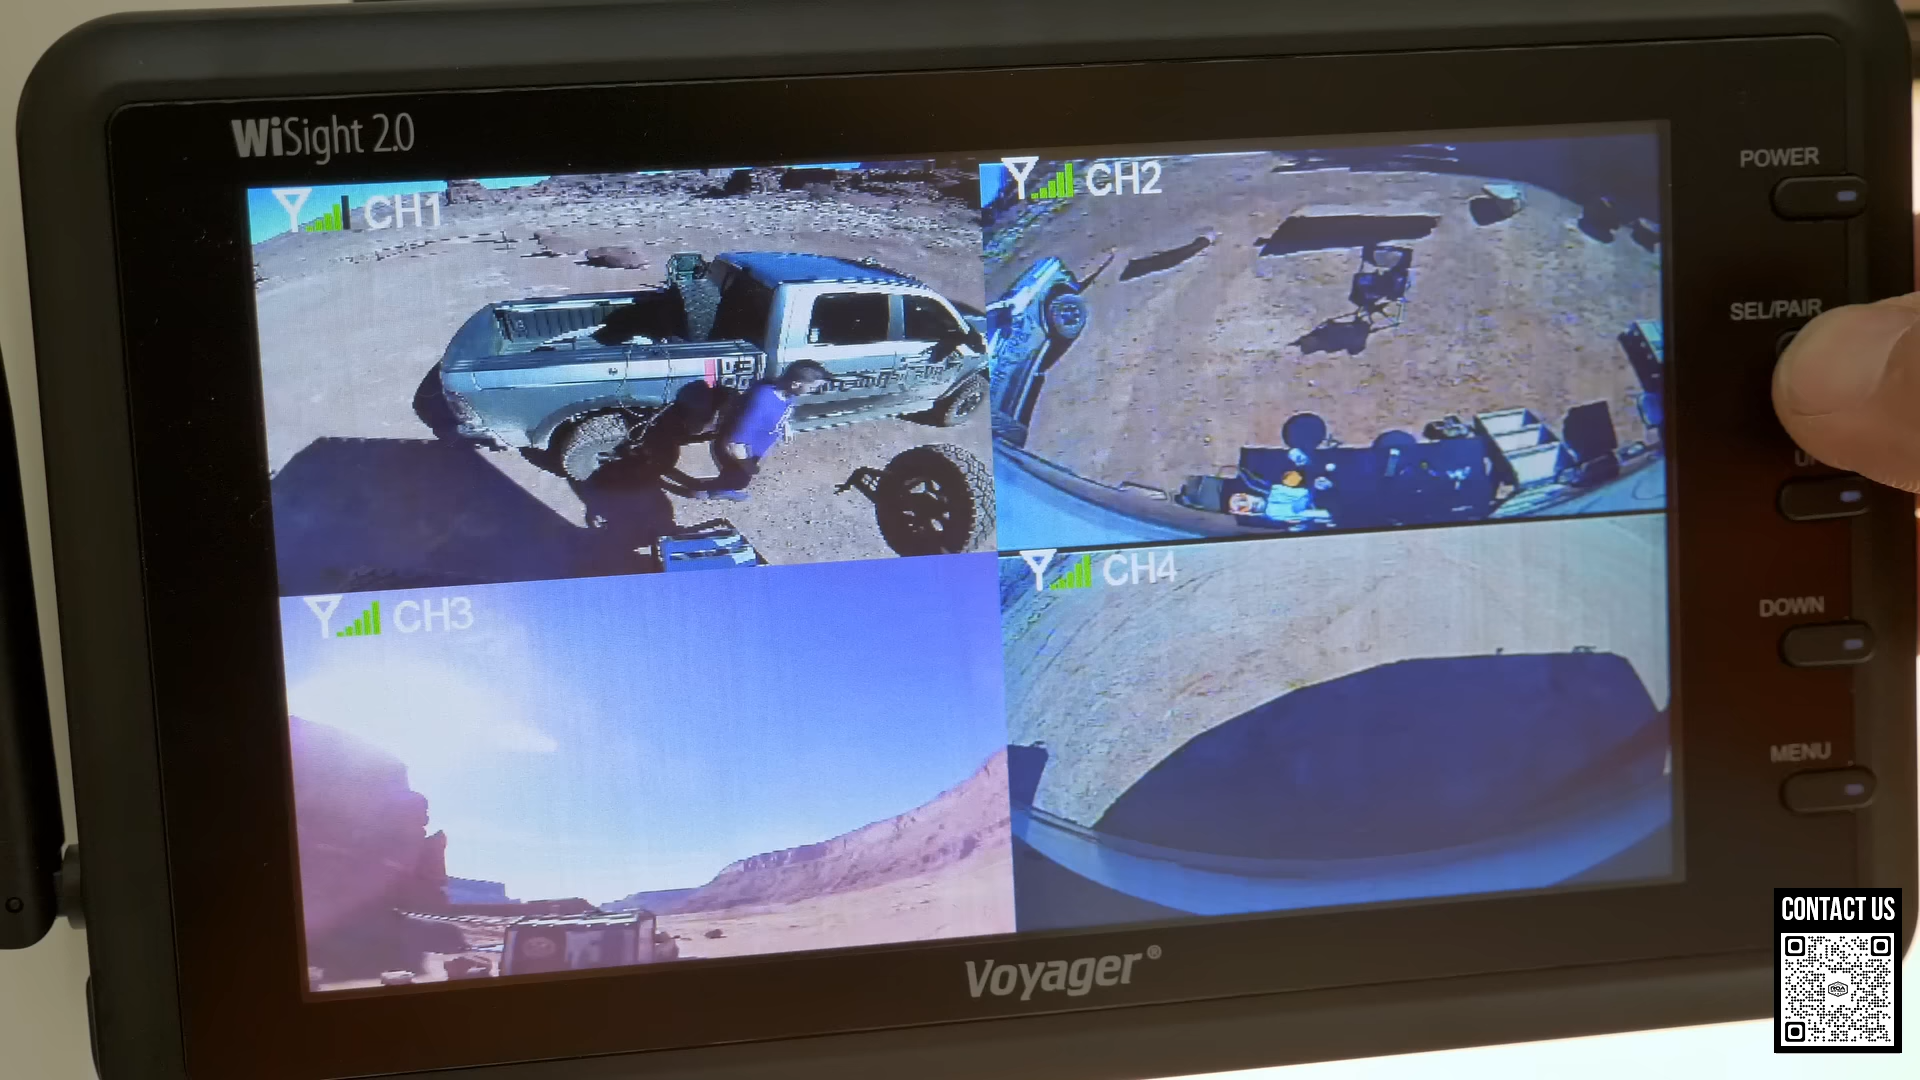 WiSight 2.0
POWER
CH1
CH2
SEL/PAIR
CH3
CH4
DOWN
MENU
CONTACT US
Voyager®